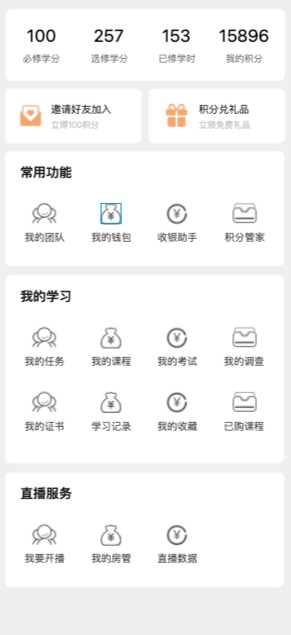 100 257 153 15896
必修学分 选修学分 已修学时 我的积分
邀请好友加入 积分兑礼品
立得100积分 立领免费礼品
常用功能
我的团队 我的钱包 收银助手 积分管家
我的学习
我的任务 我的课程 我的考试 我的调查
我的证书 学习记录 我的收藏 已购课程
直播服务
我要开播 我的房管 直播数据